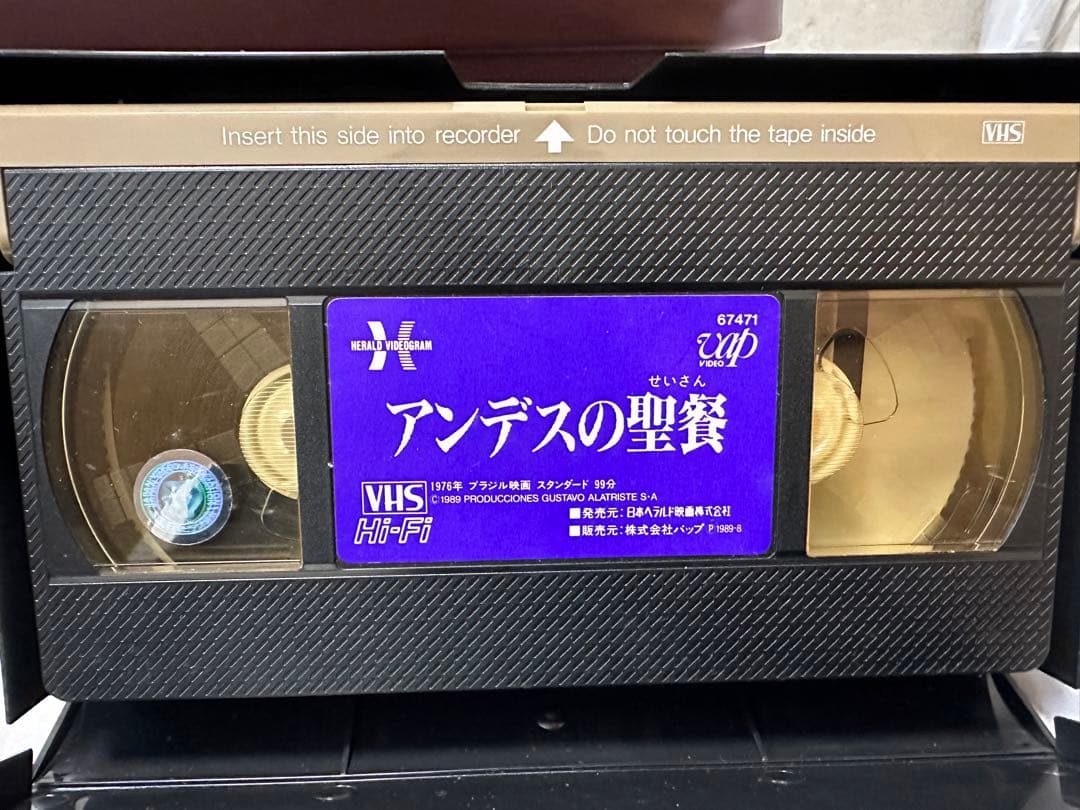 Insert this side into recorder Do not touch the tape inside VHS
HERALD VIDEOGRAM
67471
vap
VIDEO
せいさん
アンデスの聖餐
VHS
Hi-Fi
1976年 ブラジル映画 スタンダード 99分
©1989 PRODUCCIONES GUSTAVO ALATRISTE S・A
■発売元:日本ヘラルド映画株式会社
■販売元:株式会社バップ Ⓟ1989-8